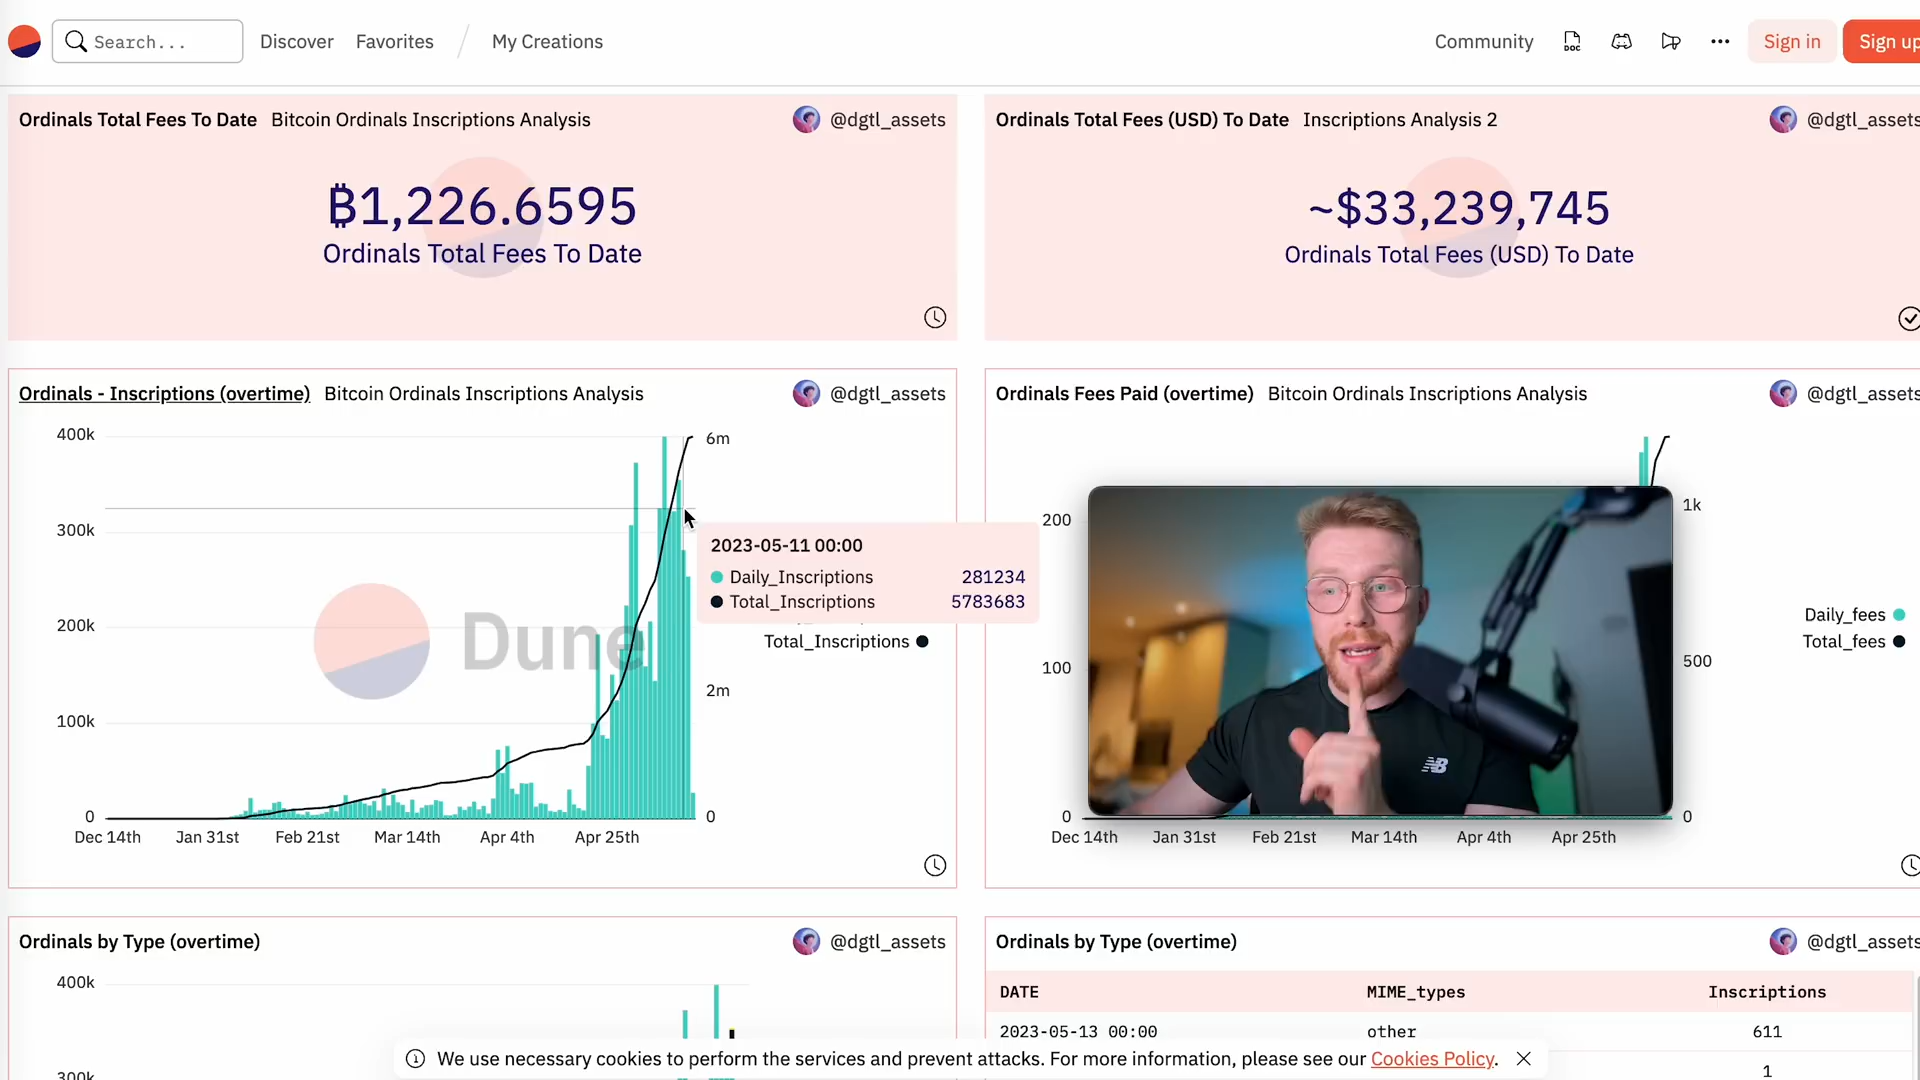 Search...
Discover
Favorites
My Creations
Community
DOC
Sign in
Sign up
Ordinals Total Fees To Date Bitcoin Ordinals Inscriptions Analysis
@dgtl_assets
฿1,226.6595
Ordinals Total Fees To Date
Ordinals Total Fees (USD) To Date Inscriptions Analysis 2
@dgtl_assets
~$33,239,745
Ordinals Total Fees (USD) To Date
Ordinals - Inscriptions (overtime) Bitcoin Ordinals Inscriptions Analysis
@dgtl_assets
400k
300k
200k
100k
0
6m
2m
0
Dune
2023-05-11 00:00
Daily_Inscriptions 281234
Total_Inscriptions 5783683
Total_Inscriptions
Dec 14th
Jan 31st
Feb 21st
Mar 14th
Apr 4th
Apr 25th
Ordinals Fees Paid (overtime) Bitcoin Ordinals Inscriptions Analysis
@dgtl_assets
200
100
0
1k
500
0
Daily_fees
Total_fees
NB
Dec 14th
Jan 31st
Feb 21st
Mar 14th
Apr 4th
Apr 25th
Ordinals by Type (overtime)
@dgtl_assets
400k
300k
Ordinals by Type (overtime)
@dgtl_assets
DATE MIME_types Inscriptions
2023-05-13 00:00 other 611
1
We use necessary cookies to perform the services and prevent attacks. For more information, please see our Cookies Policy.